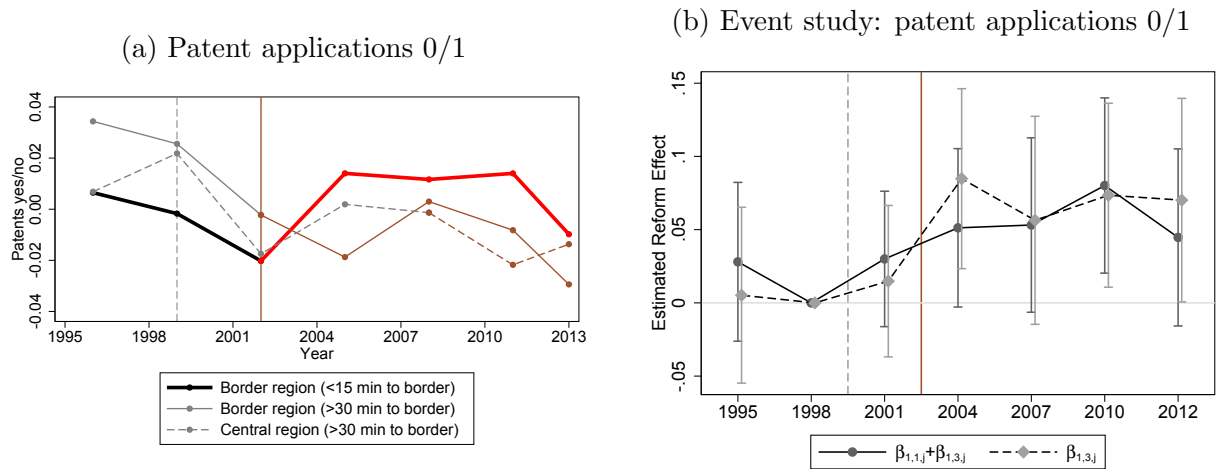 (a) Patent applications 0/1
Patents yes/no
0.04
0.02
0.00
-0.02
-0.04
1995 1998 2001 2004 2007 2010 2013
Year
Border region (<15 min to border)
Border region (>30 min to border)
Central region (>30 min to border)
(b) Event study: patent applications 0/1
Estimated Reform Effect
.15
.1
.05
0
-.05
1995 1998 2001 2004 2007 2010 2012
β1,1,j+β1,3,j β1,3,j